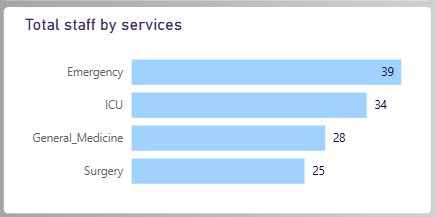 Total staff by services
Emergency 39
ICU 34
General_Medicine 28
Surgery 25